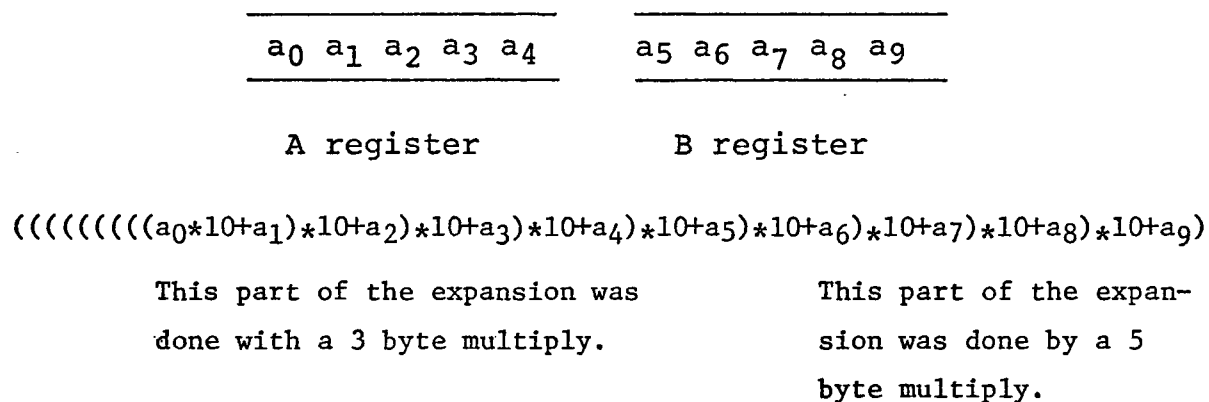 a0 a1 a2 a3 a4 a5 a6 a7 a8 a9
A register B register
(((((((((a0*10+a1)*10+a2)*10+a3)*10+a4)*10+a5)*10+a6)*10+a7)*10+a8)*10+a9)
This part of the expansion was
done with a 3 byte multiply.
This part of the expan-
sion was done by a 5
byte multiply.